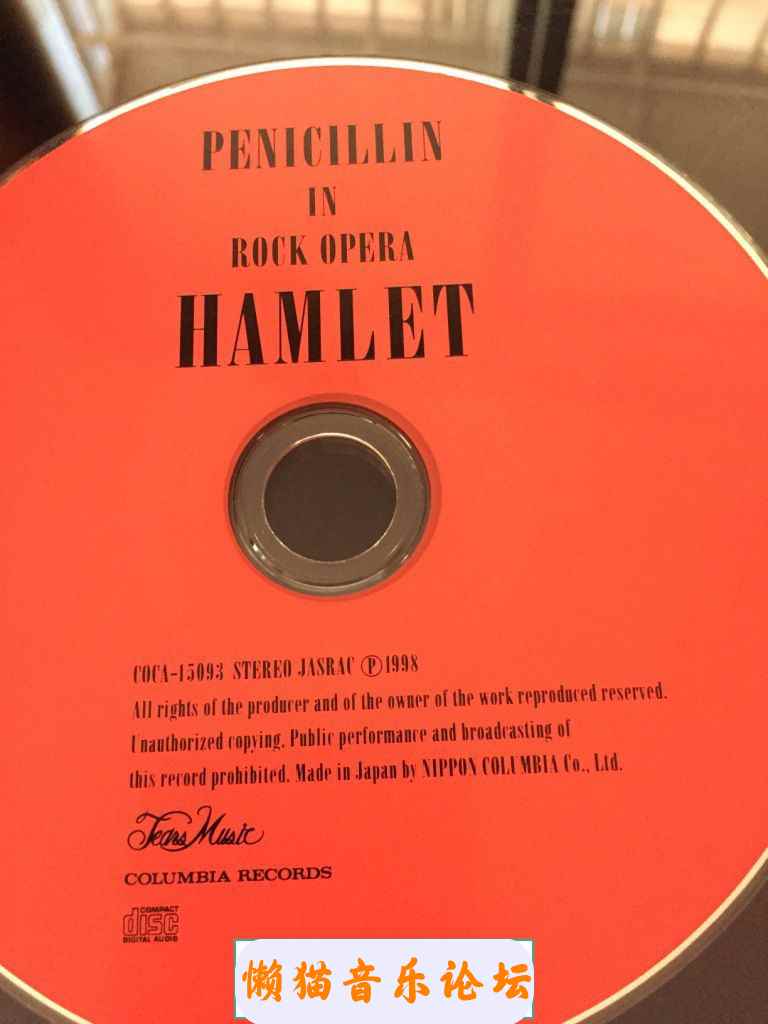 PENICILLIN
IN
ROCK OPERA
HAMLET
COCA-15093 STEREO JASRAC Ⓟ1998
All rights of the producer and of the owner of the work reproduced reserved.
Unauthorized copying. Public performance and broadcasting of
this record prohibited. Made in Japan by NIPPON COLUMBIA Co., Ltd.
Tears Music
COLUMBIA RECORDS
COMPACT
disc
DIGITAL AUDIO
懒猫音乐论坛